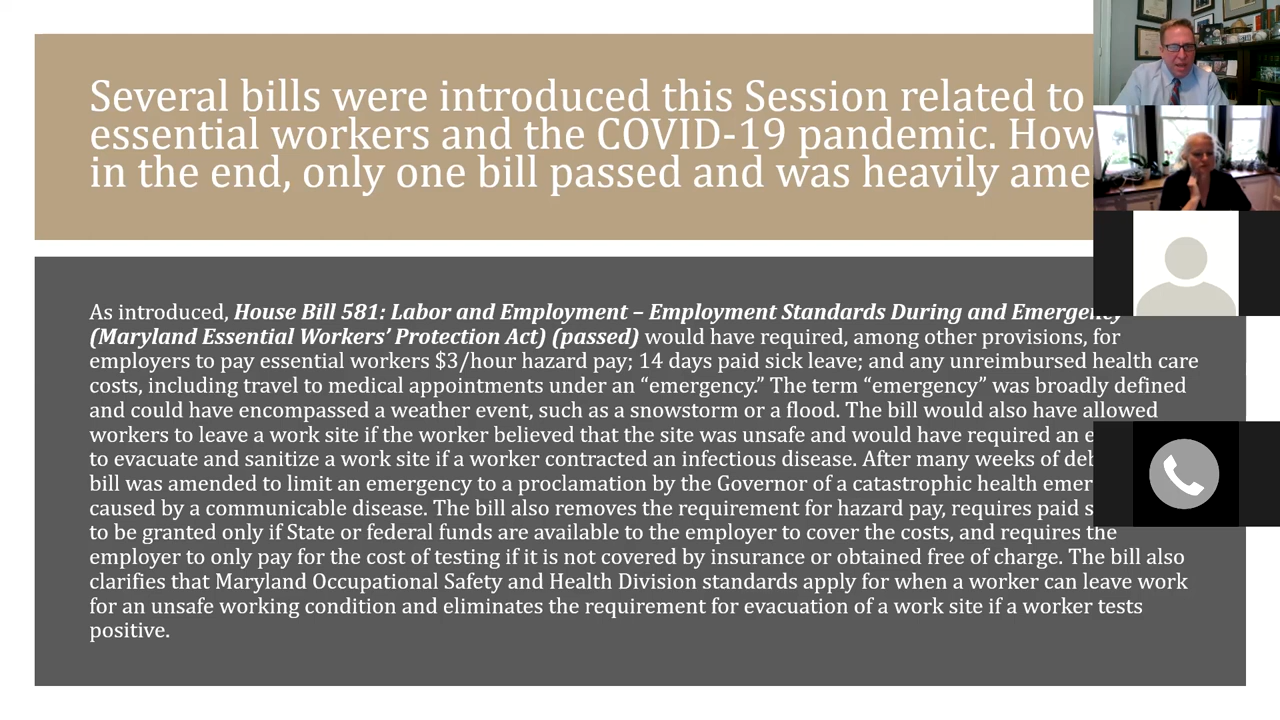 Several bills were introduced this Session related to
essential workers and the COVID-19 pandemic.
in the end, only one bill passed and was heavily
As introduced, House Bill 581: Labor and Employment – Employment Standards During and Emergency
(Maryland Essential Workers’ Protection Act) (passed) would have required, among other provisions, for
employers to pay essential workers $3/hour hazard pay; 14 days paid sick leave; and any unreimbursed health care
costs, including travel to medical appointments under an “emergency.” The term “emergency” was broadly defined
and could have encompassed a weather event, such as a snowstorm or a flood. The bill would also have allowed
workers to leave a work site if the worker believed that the site was unsafe and would have required an
to evacuate and sanitize a work site if a worker contracted an infectious disease. After many weeks of
bill was amended to limit an emergency to a proclamation by the Governor of a catastrophic health
caused by a communicable disease. The bill also removes the requirement for hazard pay, requires paid
to be granted only if State or federal funds are available to the employer to cover the costs, and requires the
employer to only pay for the cost of testing if it is not covered by insurance or obtained free of charge. The bill also
clarifies that Maryland Occupational Safety and Health Division standards apply for when a worker can leave work
for an unsafe working condition and eliminates the requirement for evacuation of a work site if a worker tests
positive.